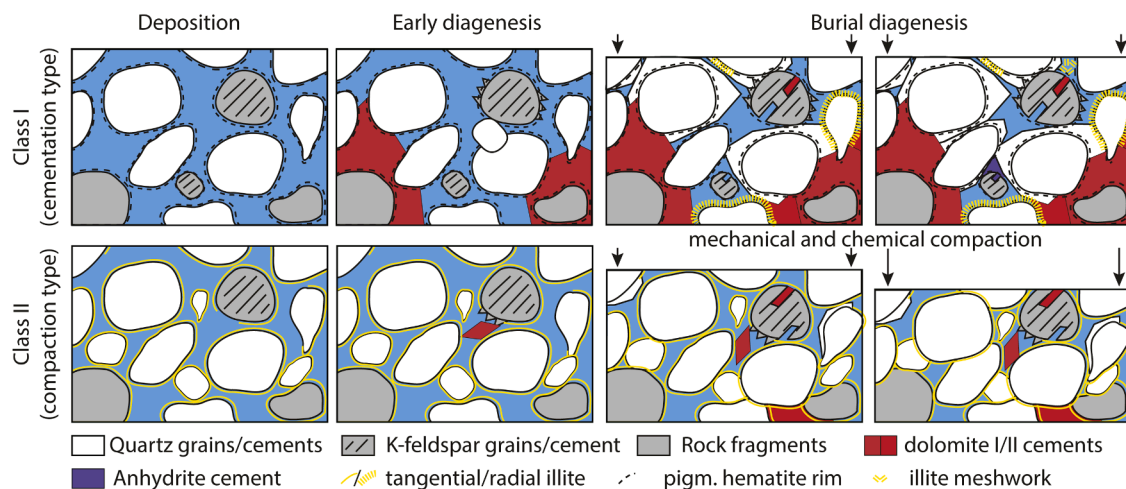 Deposition
Early diagenesis
Burial diagenesis
Class I
(cementation type)
mechanical and chemical compaction
Class II
(compaction type)
Quartz grains/cements
K-feldspar grains/cement
Rock fragments
dolomite I/II cements
Anhydrite cement
tangential/radial illite
pigm. hematite rim
illite meshwork